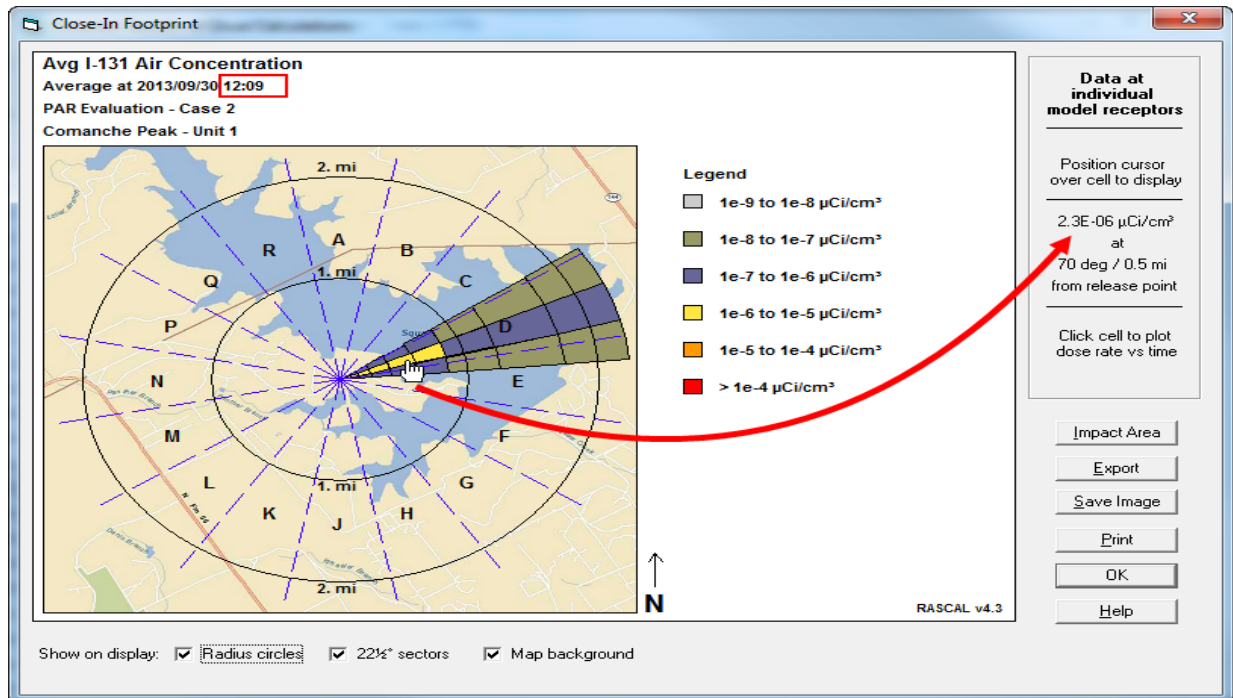 Close-In Footprint
Avg I-131 Air Concentration
Average at 2013/09/30 12:09
PAR Evaluation - Case 2
Comanche Peak - Unit 1
2. mi
144
R
A
B
Q
1. mi
C
P
D
N
E
M
F
L
1. mi
G
K
J
H
2. mi
Legend
1e-9 to 1e-8 µCi/cm³
1e-8 to 1e-7 µCi/cm³
1e-7 to 1e-6 µCi/cm³
1e-6 to 1e-5 µCi/cm³
1e-5 to 1e-4 µCi/cm³
> 1e-4 µCi/cm³
N
RASCAL v4.3
Data at
individual
model receptors
Position cursor
over cell to display
2.3E-06 µCi/cm³
at
70 deg / 0.5 mi
from release point
Click cell to plot
dose rate vs time
Impact Area
Export
Save Image
Print
OK
Help
Show on display: Radius circles 22½° sectors Map background